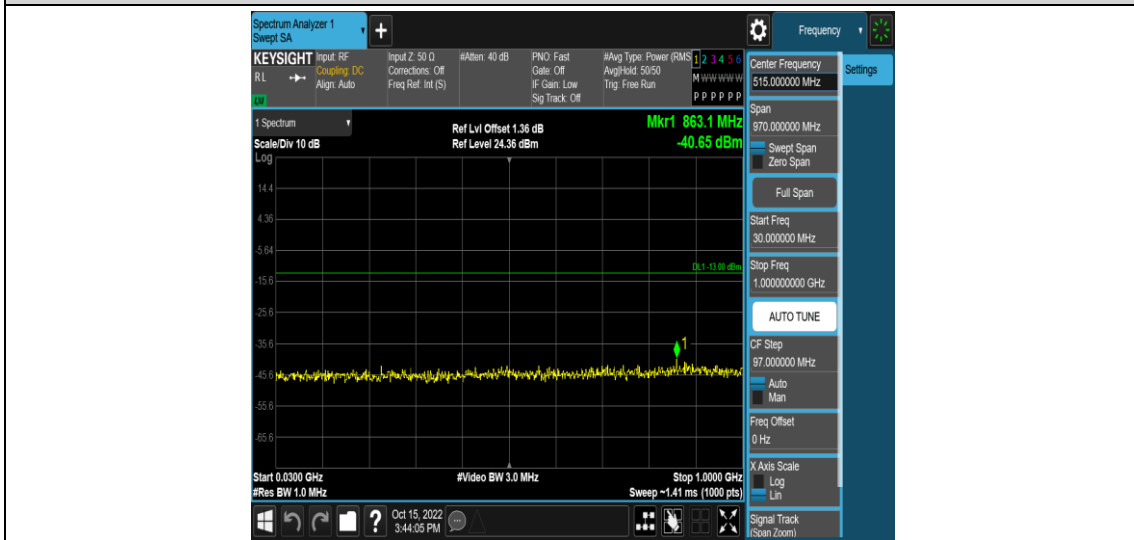 Spectrum Analyzer 1
Swept SA
+
Frequency
KEYSIGHT
RL
LXI
Input: RF
Coupling: DC
Align: Auto
Input Z: 50 Ω
Corrections: Off
Freq Ref: Int (S)
#Atten: 40 dB
PNO: Fast
Gate: Off
IF Gain: Low
Sig Track: Off
#Avg Type: Power (RMS
Avg|Hold: 50/50
Trig: Free Run
1 2 3 4 5 6
M W W W W W
P P P P P P
1 Spectrum
Scale/Div 10 dB
Log
Ref Lvl Offset 1.36 dB
Ref Level 24.36 dBm
Mkr1 863.1 MHz
-40.65 dBm
14.4
4.36
-5.64
DL1 -13.00 dBm
-15.6
-25.6
-35.6
1
-45.6
-55.6
-65.6
Start 0.0300 GHz
#Res BW 1.0 MHz
#Video BW 3.0 MHz
Stop 1.0000 GHz
Sweep ~1.41 ms (1000 pts)
?
Oct 15, 2022
3:44:05 PM
Center Frequency
515.000000 MHz
Settings
Span
970.000000 MHz
Swept Span
Zero Span
Full Span
Start Freq
30.000000 MHz
Stop Freq
1.000000000 GHz
AUTO TUNE
CF Step
97.000000 MHz
Auto
Man
Freq Offset
0 Hz
X Axis Scale
Log
Lin
Signal Track
(Span Zoom)